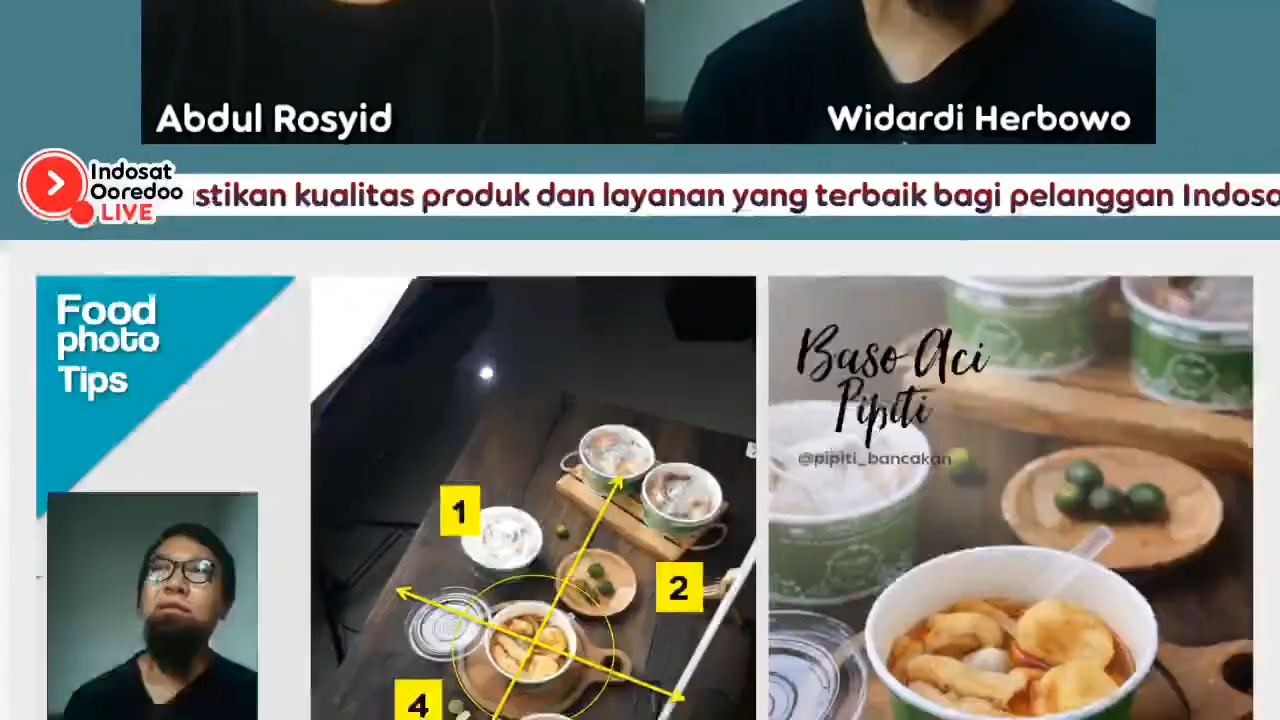 Abdul Rosyid
Widardi Herbowo
Indosat
Ooredoo
LIVE
stikan kualitas produk dan layanan yang terbaik bagi pelanggan Indoso
Food
photo
Tips
1
2
4
Baso Aci
Pipiti
@pipiti_bancakan